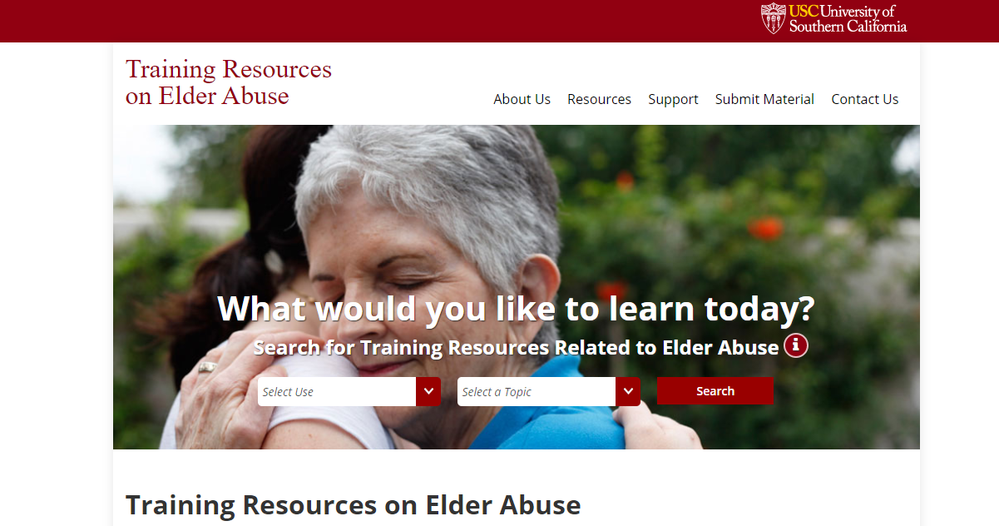 USC University of
Southern California
Training Resources
on Elder Abuse
About Us Resources Support Submit Material Contact Us
What would you like to learn today?
Search for Training Resources Related to Elder Abuse i
Select Use Select a Topic Search
Training Resources on Elder Abuse